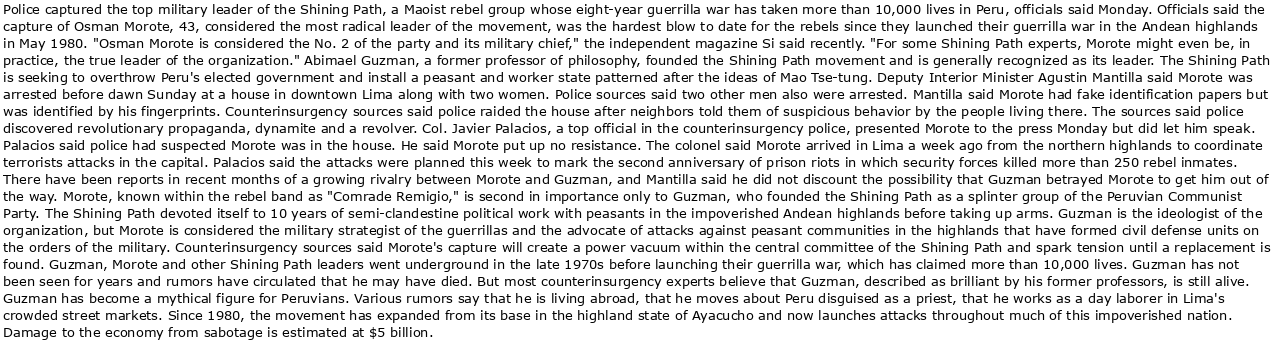 Police captured the top military leader of the Shining Path, a Maoist rebel group whose eight-year guerrilla war has taken more than 10,000 lives in Peru, officials said Monday. Officials said the
capture of Osman Morote, 43, considered the most radical leader of the movement, was the hardest blow to date for the rebels since they launched their guerrilla war in the Andean highlands
in May 1980. "Osman Morote is considered the No. 2 of the party and its military chief," the independent magazine Si said recently. "For some Shining Path experts, Morote might even be, in
practice, the true leader of the organization." Abimael Guzman, a former professor of philosophy, founded the Shining Path movement and is generally recognized as its leader. The Shining Path
is seeking to overthrow Peru's elected government and install a peasant and worker state patterned after the ideas of Mao Tse-tung. Deputy Interior Minister Agustin Mantilla said Morote was
arrested before dawn Sunday at a house in downtown Lima along with two women. Police sources said two other men also were arrested. Mantilla said Morote had fake identification papers but
was identified by his fingerprints. Counterinsurgency sources said police raided the house after neighbors told them of suspicious behavior by the people living there. The sources said police
discovered revolutionary propaganda, dynamite and a revolver. Col. Javier Palacios, a top official in the counterinsurgency police, presented Morote to the press Monday but did let him speak.
Palacios said police had suspected Morote was in the house. He said Morote put up no resistance. The colonel said Morote arrived in Lima a week ago from the northern highlands to coordinate
terrorists attacks in the capital. Palacios said the attacks were planned this week to mark the second anniversary of prison riots in which security forces killed more than 250 rebel inmates.
There have been reports in recent months of a growing rivalry between Morote and Guzman, and Mantilla said he did not discount the possibility that Guzman betrayed Morote to get him out of
the way. Morote, known within the rebel band as "Comrade Remigio," is second in importance only to Guzman, who founded the Shining Path as a splinter group of the Peruvian Communist
Party. The Shining Path devoted itself to 10 years of semi-clandestine political work with peasants in the impoverished Andean highlands before taking up arms. Guzman is the ideologist of the
organization, but Morote is considered the military strategist of the guerrillas and the advocate of attacks against peasant communities in the highlands that have formed civil defense units on
the orders of the military. Counterinsurgency sources said Morote's capture will create a power vacuum within the central committee of the Shining Path and spark tension until a replacement is
found. Guzman, Morote and other Shining Path leaders went underground in the late 1970s before launching their guerrilla war, which has claimed more than 10,000 lives. Guzman has not
been seen for years and rumors have circulated that he may have died. But most counterinsurgency experts believe that Guzman, described as brilliant by his former professors, is still alive.
Guzman has become a mythical figure for Peruvians. Various rumors say that he is living abroad, that he moves about Peru disguised as a priest, that he works as a day laborer in Lima's
crowded street markets. Since 1980, the movement has expanded from its base in the highland state of Ayacucho and now launches attacks throughout much of this impoverished nation.
Damage to the economy from sabotage is estimated at $5 billion.